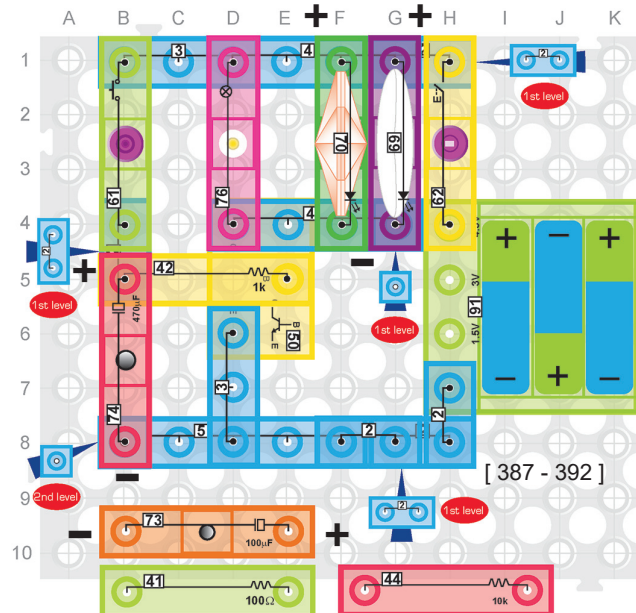 A B C D E F G H I J K
+ +
1 3 4 2
1st level
2 E
3 61 76 70 69 62
4 4
2
+
1st level
+ - +
5 42 1k B 470µF 3V 91
-
1st level
6 50 B E 1.5V
7 74 3 2
- + -
8 5 2
2nd level
-
[ 387 - 392 ]
9 2 1st level
- 73 100µF +
10
41 100Ω 44 10k